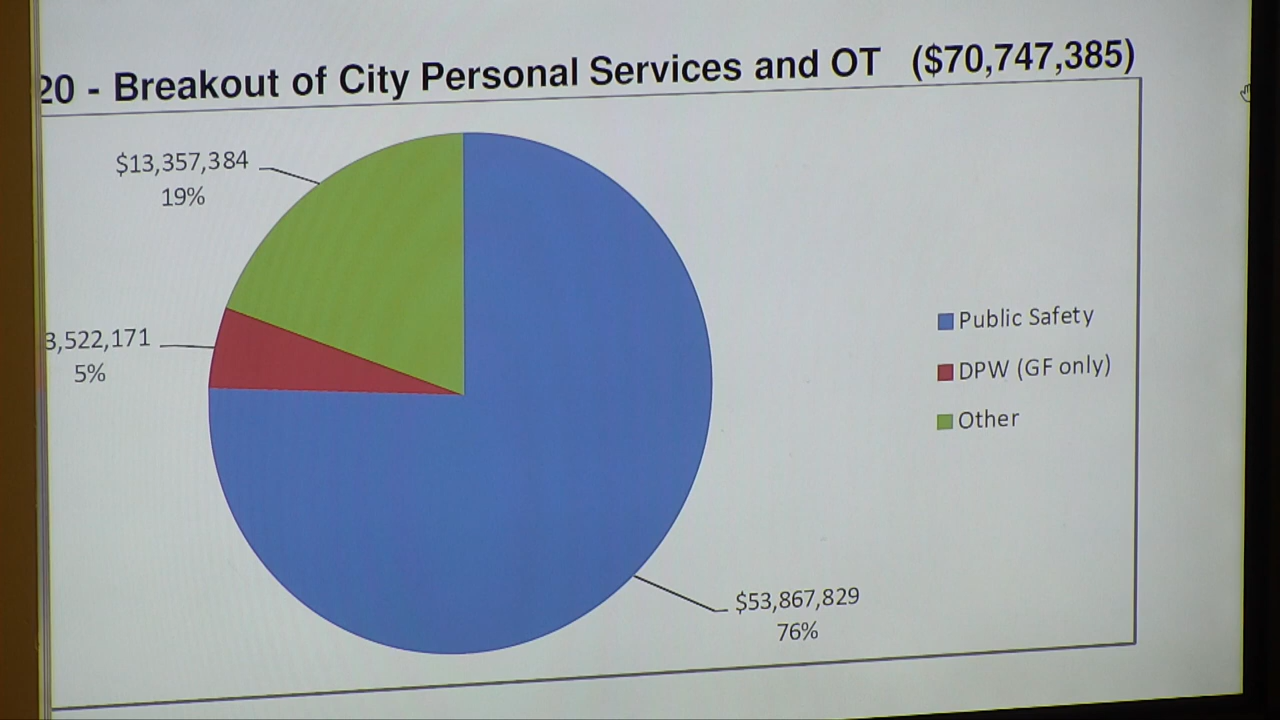 20 - Breakout of City Personal Services and OT ($70,747,385)
$13,357,384
19%
3,522,171
5%
Public Safety
DPW (GF only)
Other
$53,867,829
76%